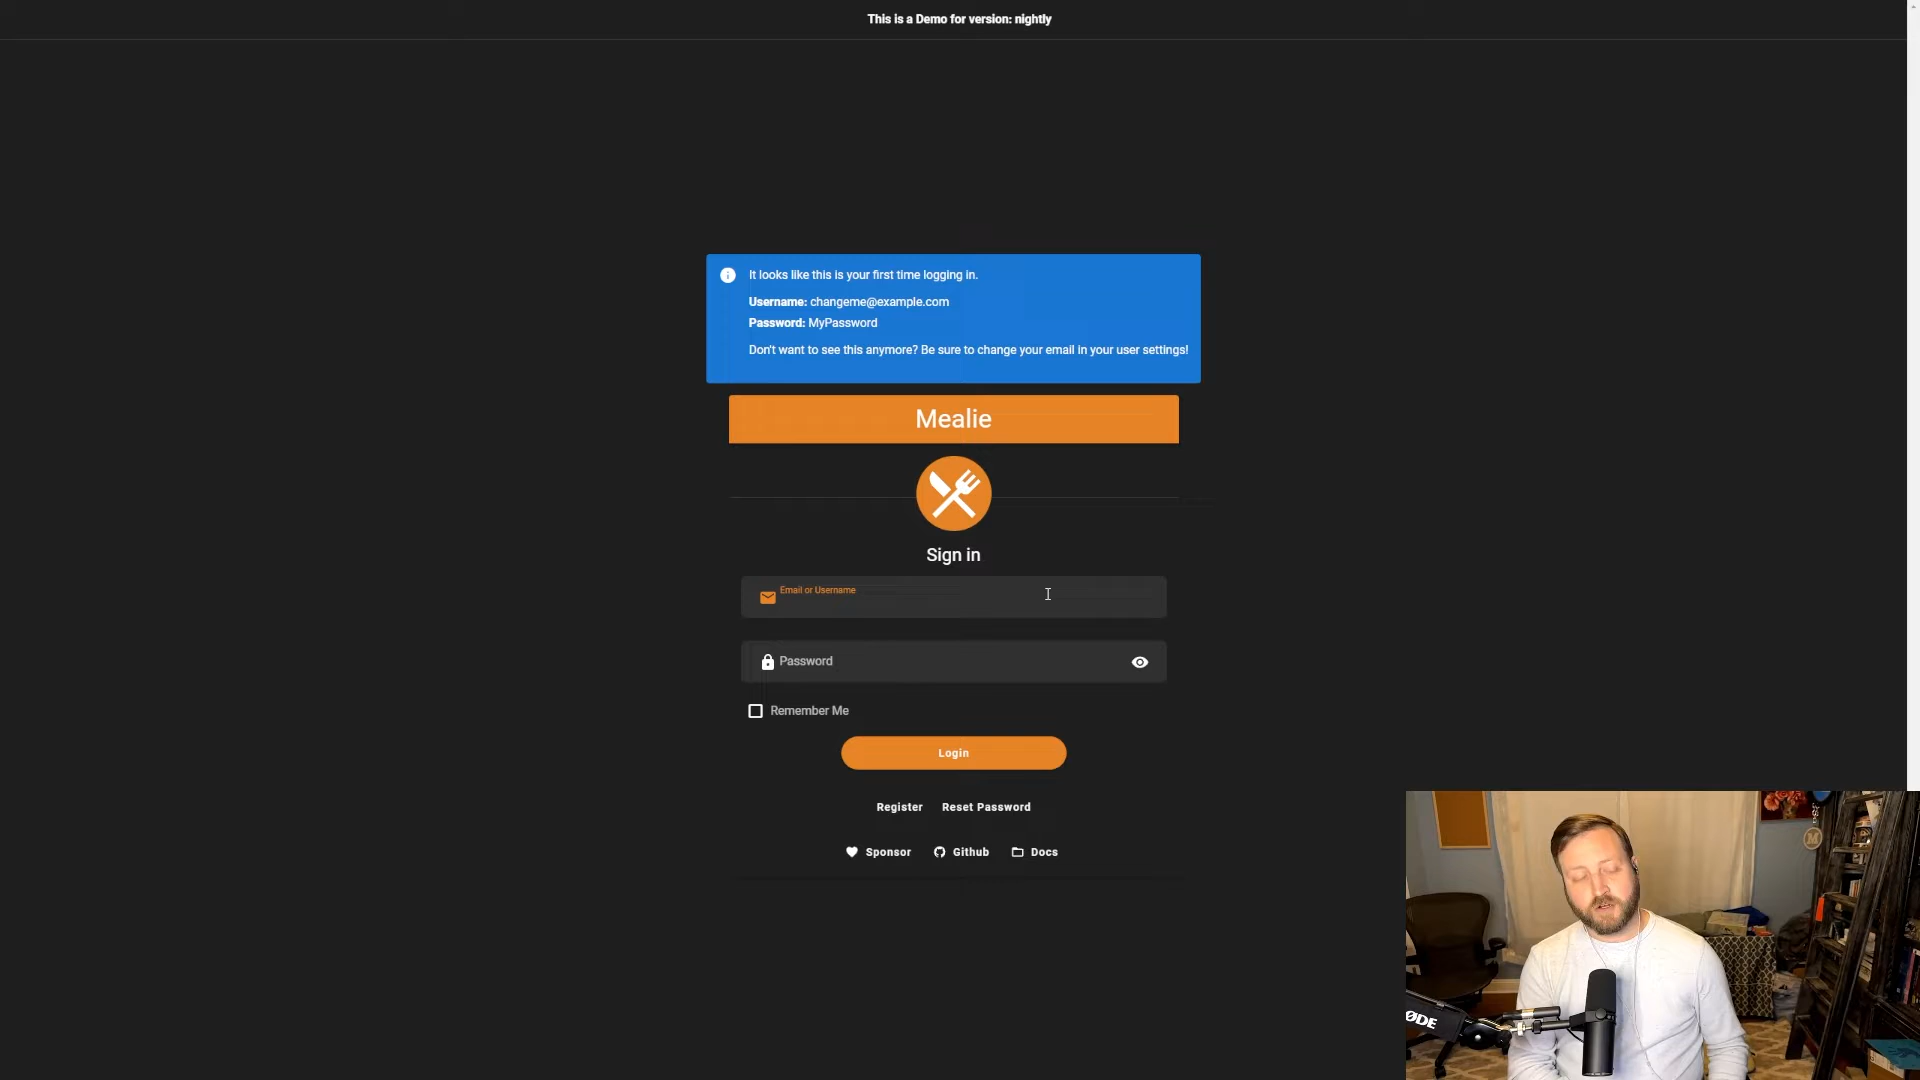 This is a Demo for version: nightly
It looks like this is your first time logging in.
Username: changeme@example.com
Password: MyPassword
Don't want to see this anymore? Be sure to change your email in your user settings!
Mealie
Sign in
Email or Username
Password
Remember Me
Login
Register Reset Password
Sponsor Github Docs
RØDE
M